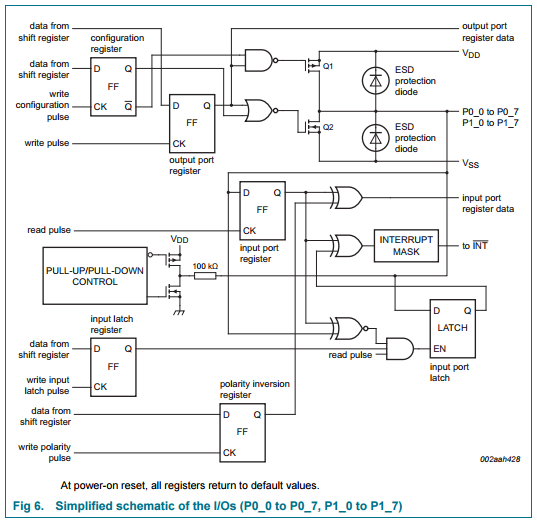 data from
shift register
configuration
register
output port
register data
data from
shift register
D
Q
FF
CK
Q
write
configuration
pulse
VDD
Q1
ESD
protection
diode
D
Q
FF
CK
P0_0 to P0_7
P1_0 to P1_7
Q2
ESD
protection
diode
write pulse
output port
register
VSS
D
Q
FF
CK
input port
register data
read pulse
input port
register
INTERRUPT
MASK
to INT
VDD
PULL-UP/PULL-DOWN
CONTROL
100 kΩ
input latch
register
D
Q
LATCH
EN
data from
shift register
D
Q
FF
CK
read pulse
input port
latch
write input
latch pulse
polarity inversion
register
data from
shift register
D
Q
FF
CK
write polarity
pulse
002aah428
At power-on reset, all registers return to default values.
Fig 6. Simplified schematic of the I/Os (P0_0 to P0_7, P1_0 to P1_7)